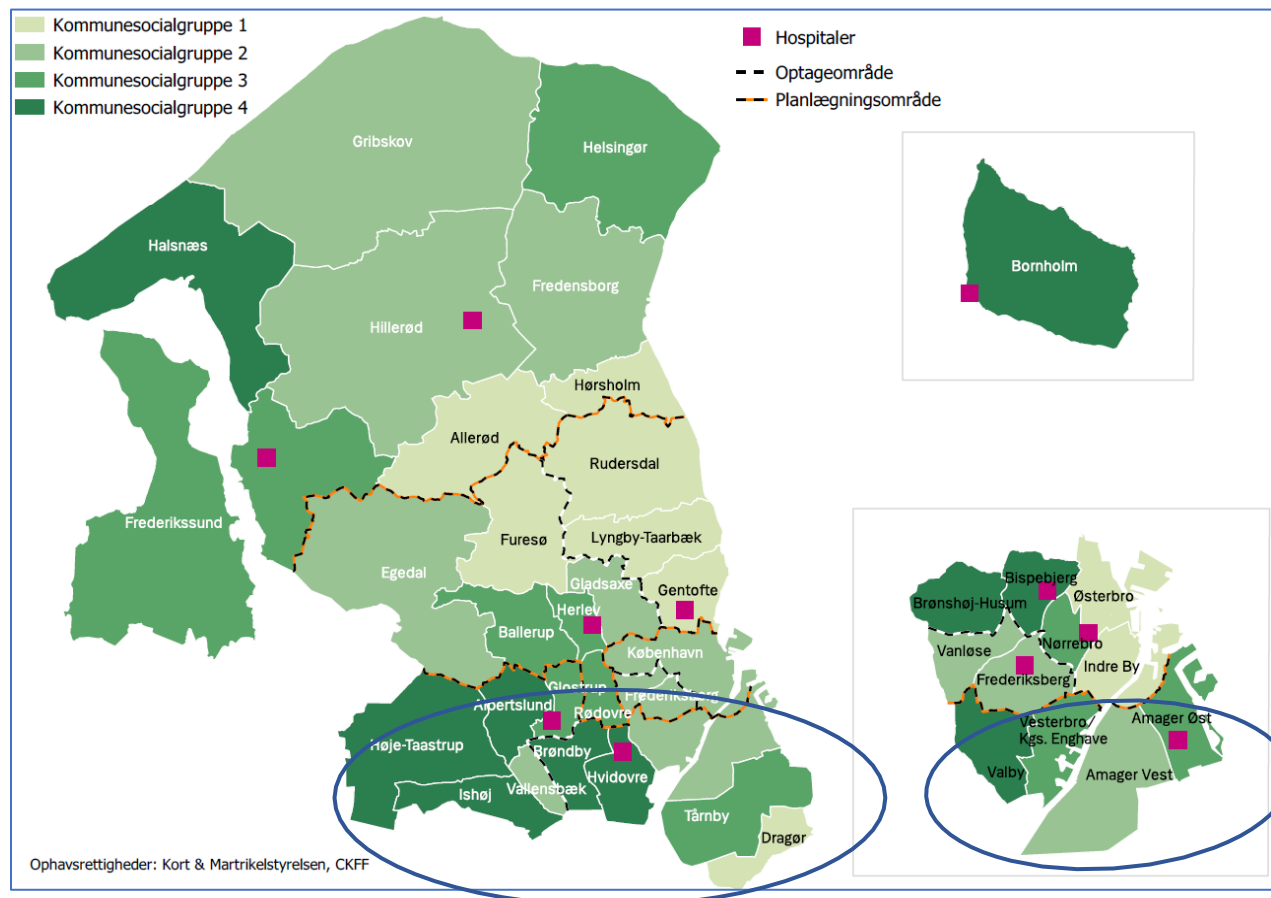 Kommunesocialgruppe 1
Kommunesocialgruppe 2
Kommunesocialgruppe 3
Kommunesocialgruppe 4
Hospitaler
Optageområde
Planlægningsområde
Gribskov
Helsingør
Halsnæs
Fredensborg
Hillerød
Bornholm
Hørsholm
Allerød
Rudersdal
Frederikssund
Furesø
Lyngby-Taarbæk
Egedal
Gladsaxe
Gentofte
Herlev
Ballerup
København
Glostrup
Frederiksberg
Albertslund
Rødovre
Høje-Taastrup
Brøndby
Hvidovre
Ishøj
Vallensbæk
Tårnby
Dragør
Bispebjerg
Brønshøj-Husum
Østerbro
Vanløse
Nørrebro
Indre By
Frederiksberg
Vesterbro
Kgs. Enghave
Amager Øst
Valby
Amager Vest
Ophavsrettigheder: Kort & Martrikelstyrelsen, CKFF